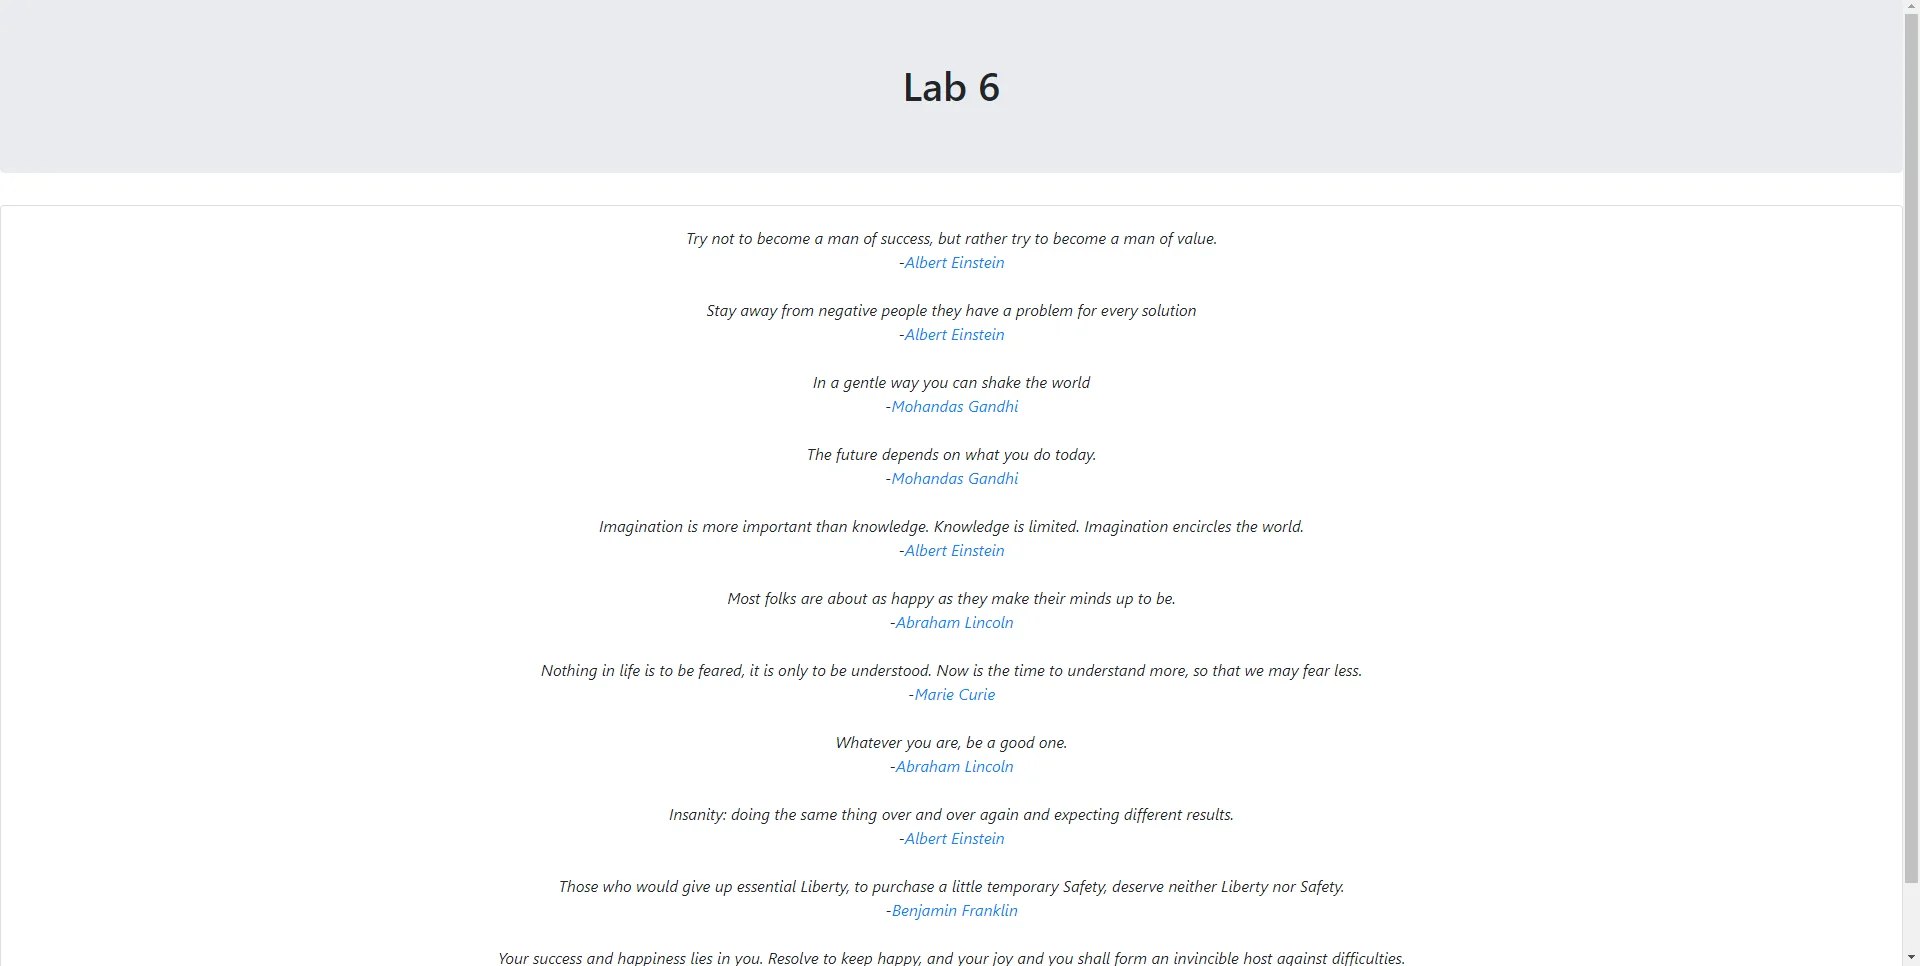 Lab 6
Try not to become a man of success, but rather try to become a man of value.
-Albert Einstein
Stay away from negative people they have a problem for every solution
-Albert Einstein
In a gentle way you can shake the world
-Mohandas Gandhi
The future depends on what you do today.
-Mohandas Gandhi
Imagination is more important than knowledge. Knowledge is limited. Imagination encircles the world.
-Albert Einstein
Most folks are about as happy as they make their minds up to be.
-Abraham Lincoln
Nothing in life is to be feared, it is only to be understood. Now is the time to understand more, so that we may fear less.
-Marie Curie
Whatever you are, be a good one.
-Abraham Lincoln
Insanity: doing the same thing over and over again and expecting different results.
-Albert Einstein
Those who would give up essential Liberty, to purchase a little temporary Safety, deserve neither Liberty nor Safety.
-Benjamin Franklin
Your success and happiness lies in you. Resolve to keep happy, and your joy and you shall form an invincible host against difficulties.